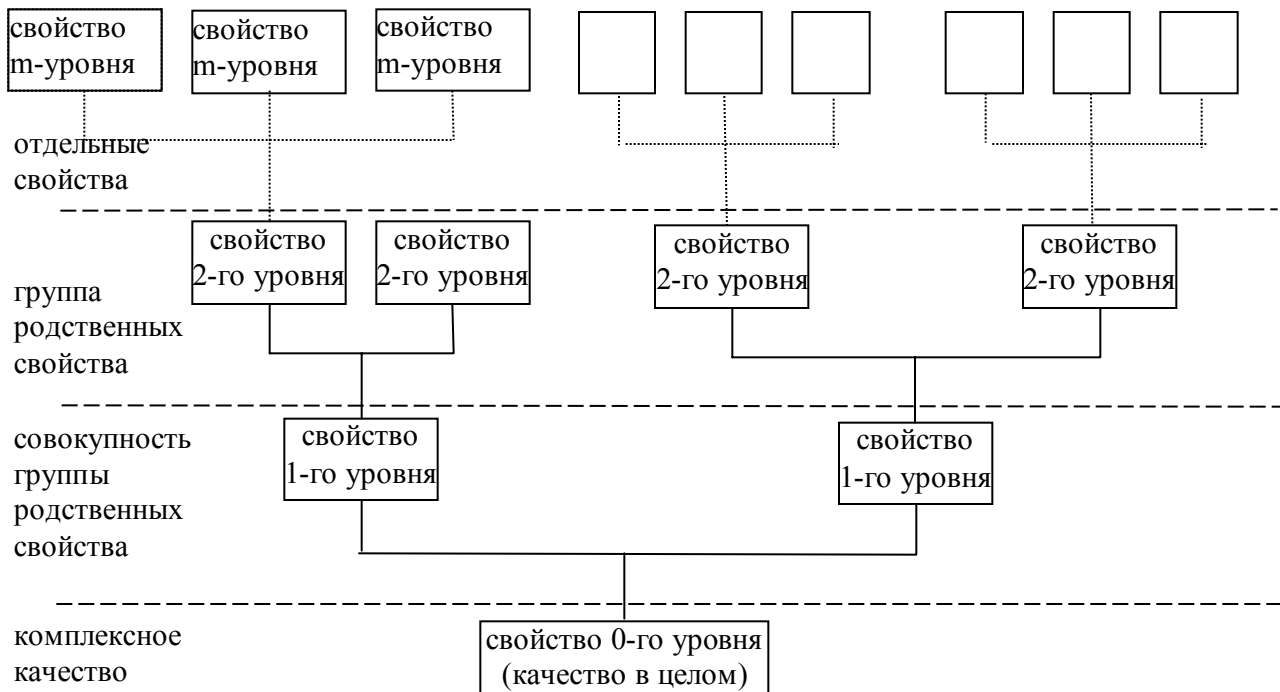 свойство
m-уровня
свойство
m-уровня
свойство
m-уровня
отдельные
свойства
свойство
2-го уровня
свойство
2-го уровня
свойство
2-го уровня
свойство
2-го уровня
группа
родственных
свойства
совокупность
группы
родственных
свойства
свойство
1-го уровня
свойство
1-го уровня
комплексное
качество
свойство 0-го уровня
(качество в целом)